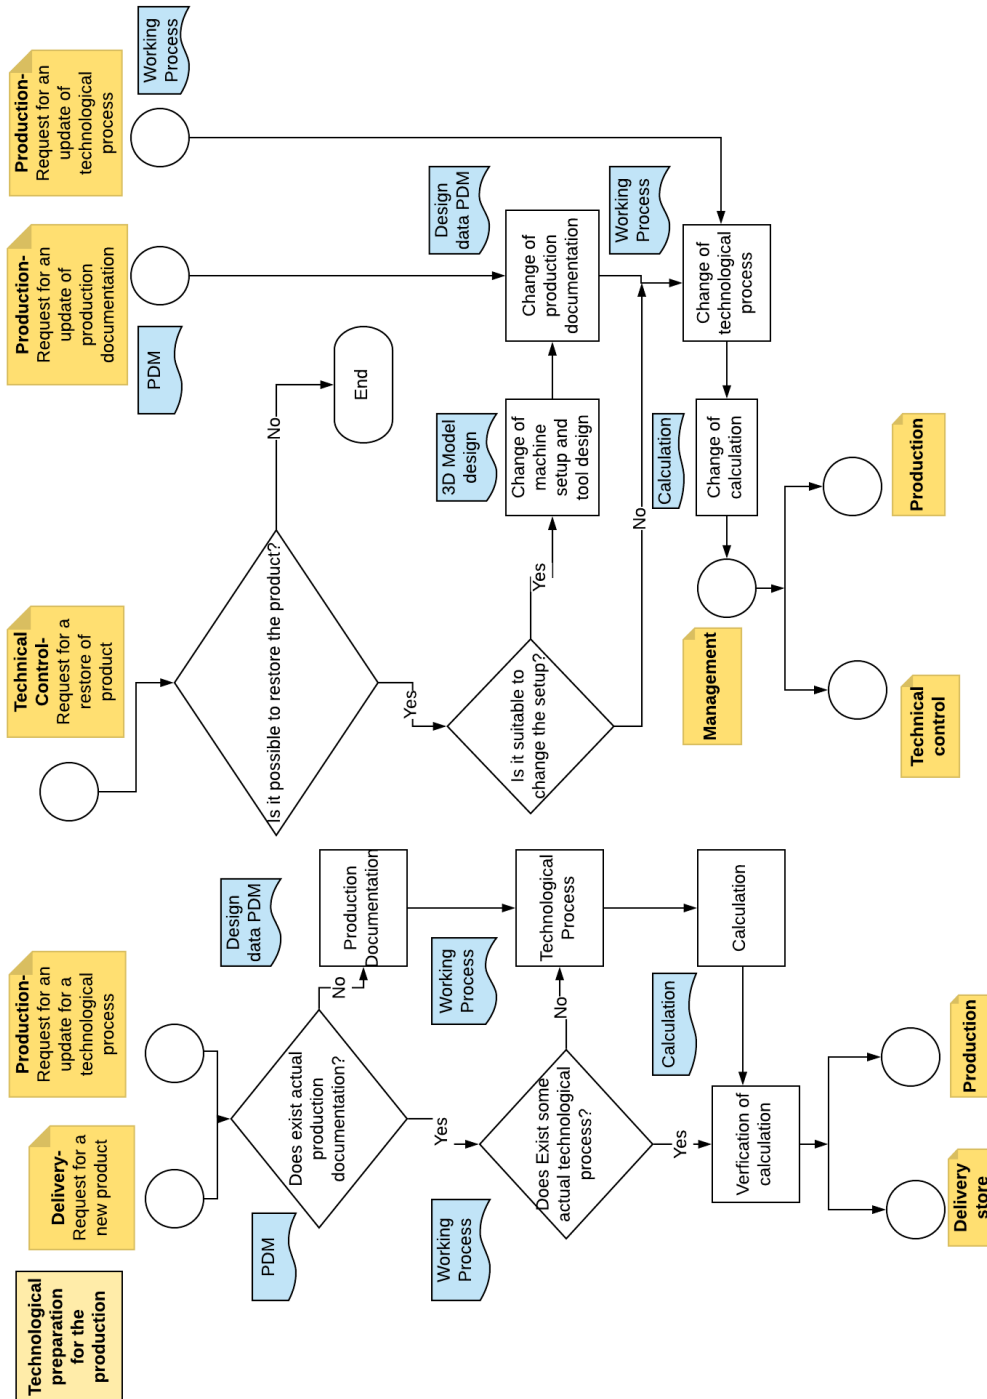 Technological
preparation
for the
production
Delivery-
Request for a
new product
Production-
Request for an
update for a
technological
process
Technical
Control-
Request for a
restore of
product
Production-
Request for an
update of
production
documentation
Production-
Request for an
update of
technological
process
PDM
Working
Process
PDM
Does exist actual
production
documentation?
Design
data PDM
No
Production
Documentation
Yes
Is it possible to restore the product?
No
End
Yes
Working
Process
Does Exist some
actual technological
process?
Working
Process
No
Technological
Process
Yes
Is it suitable to
change the setup?
Yes
3D Model
design
Change of
machine
setup and
tool design
Design
data PDM
Change of
production
documentation
No
Working
Process
Calculation
Calculation
Verfication of
calculation
Calculation
Change of
calculation
Change of
technological
process
Management
Delivery
store
Production
Technical
control
Production